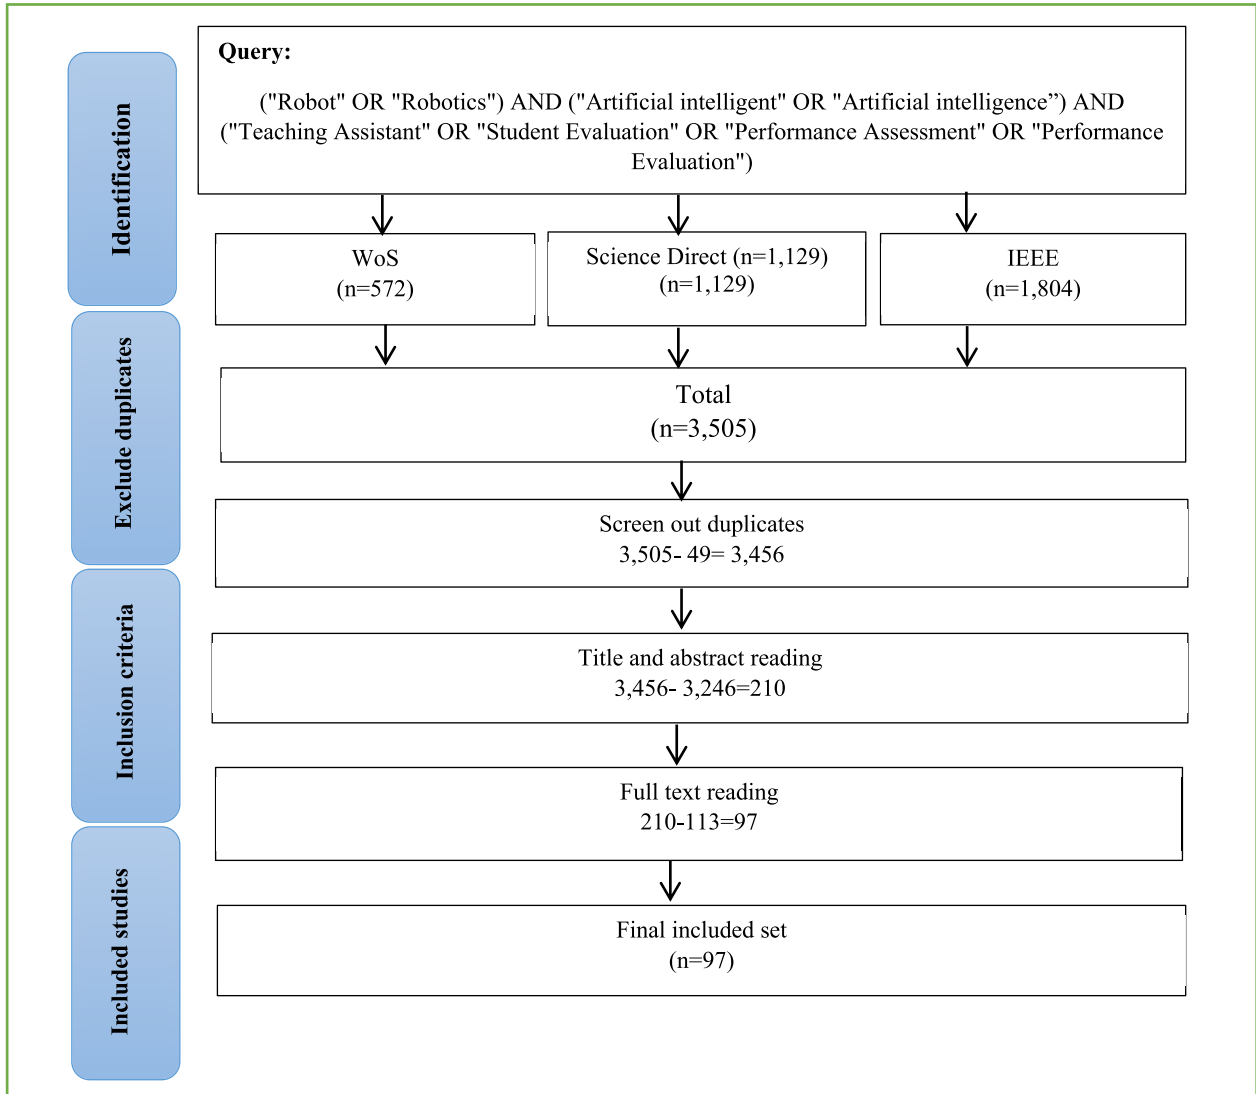 Query:
("Robot" OR "Robotics") AND ("Artificial intelligent" OR "Artificial intelligence”) AND
("Teaching Assistant" OR "Student Evaluation" OR "Performance Assessment" OR "Performance
Evaluation")
Identification
WoS
(n=572)
Science Direct (n=1,129)
(n=1,129)
IEEE
(n=1,804)
Exclude duplicates
Total
(n=3,505)
Screen out duplicates
3,505- 49= 3,456
Inclusion criteria
Title and abstract reading
3,456- 3,246=210
Full text reading
210-113=97
Included studies
Final included set
(n=97)